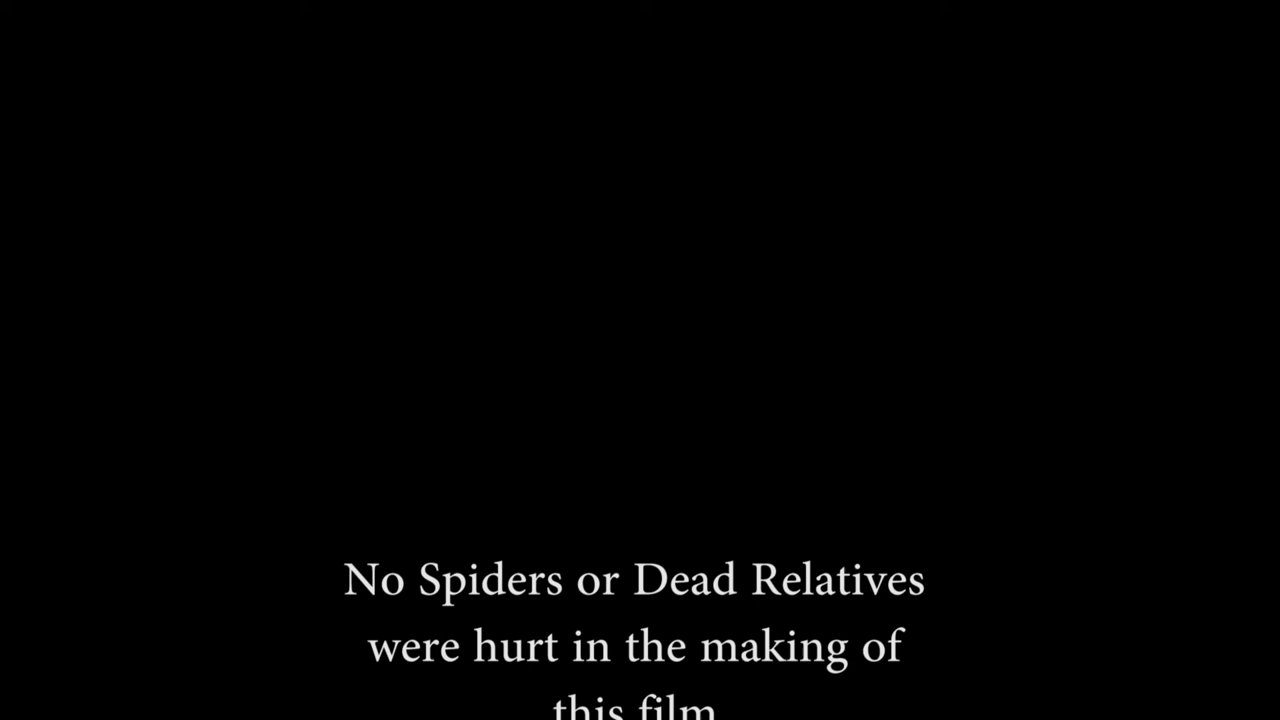 No Spiders or Dead Relatives
were hurt in the making of
this film